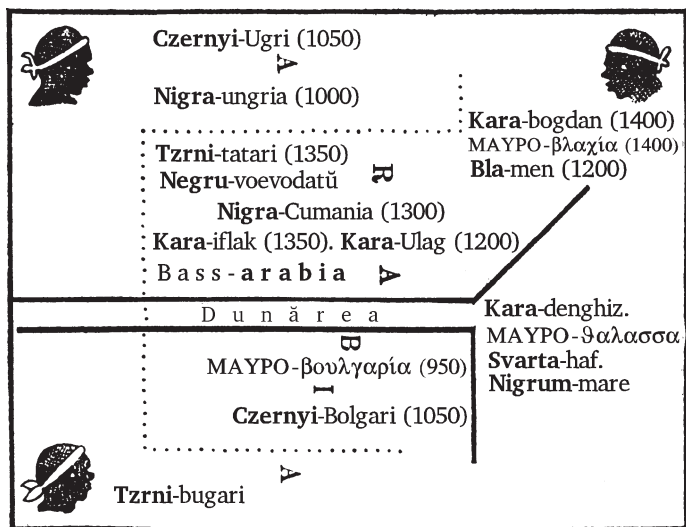 Czernyi-Ugri (1050)
A
Nigra-ungria (1000)
Kara-bogdan (1400)
ΜΑΥΡΟ-βλαχία (1400)
Bla-men (1200)
Tzrni-tatari (1350)
Negru-voevodatŭ
R
Nigra-Cumania (1300)
Kara-iflak (1350). Kara-Ulag (1200)
Bass-arabia
A
Dunărea
Kara-denghiz.
ΜΑΥΡΟ-ϑαλασσα
Svarta-haf.
Nigrum-mare
B
ΜΑΥΡΟ-βουλγαρία (950)
I
Czernyi-Bolgari (1050)
A
Tzrni-bugari